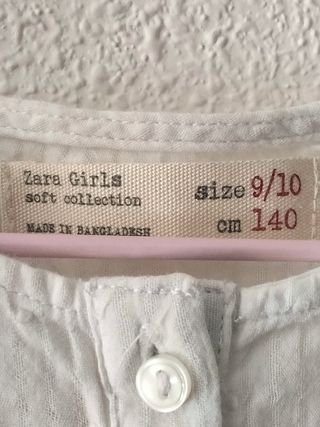 Zara Girls
soft collection
MADE IN BANGLADESH
size 9/10
cm 140